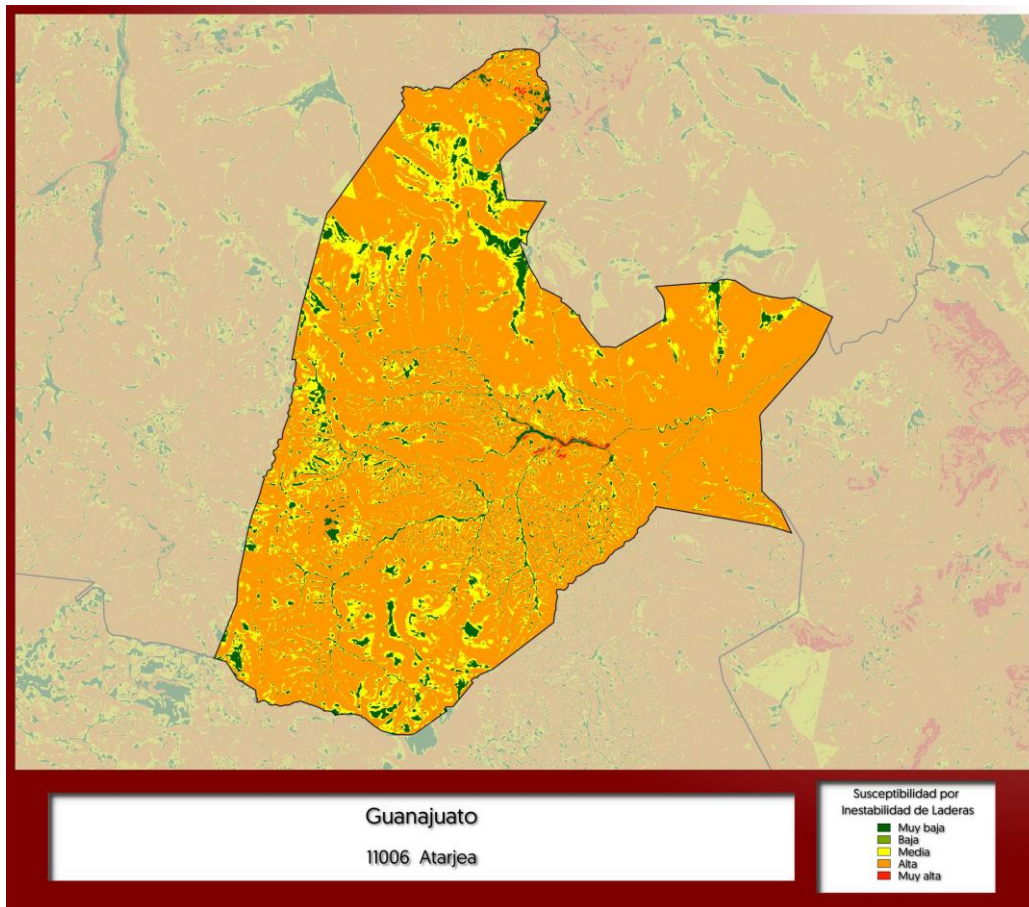 Guanajuato
11006 Atarjea
Susceptibilidad por
Inestabilidad de Laderas
Muy baja
Baja
Media
Alta
Muy alta